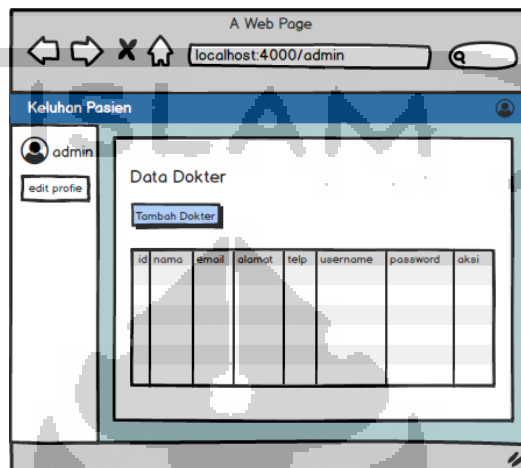 A Web Page
localhost:4000/admin
Keluhan Pasien
ISLAM
admin
edit profie
Data Dokter
Tambah Dokter
id nama email alamat telp username password aksi